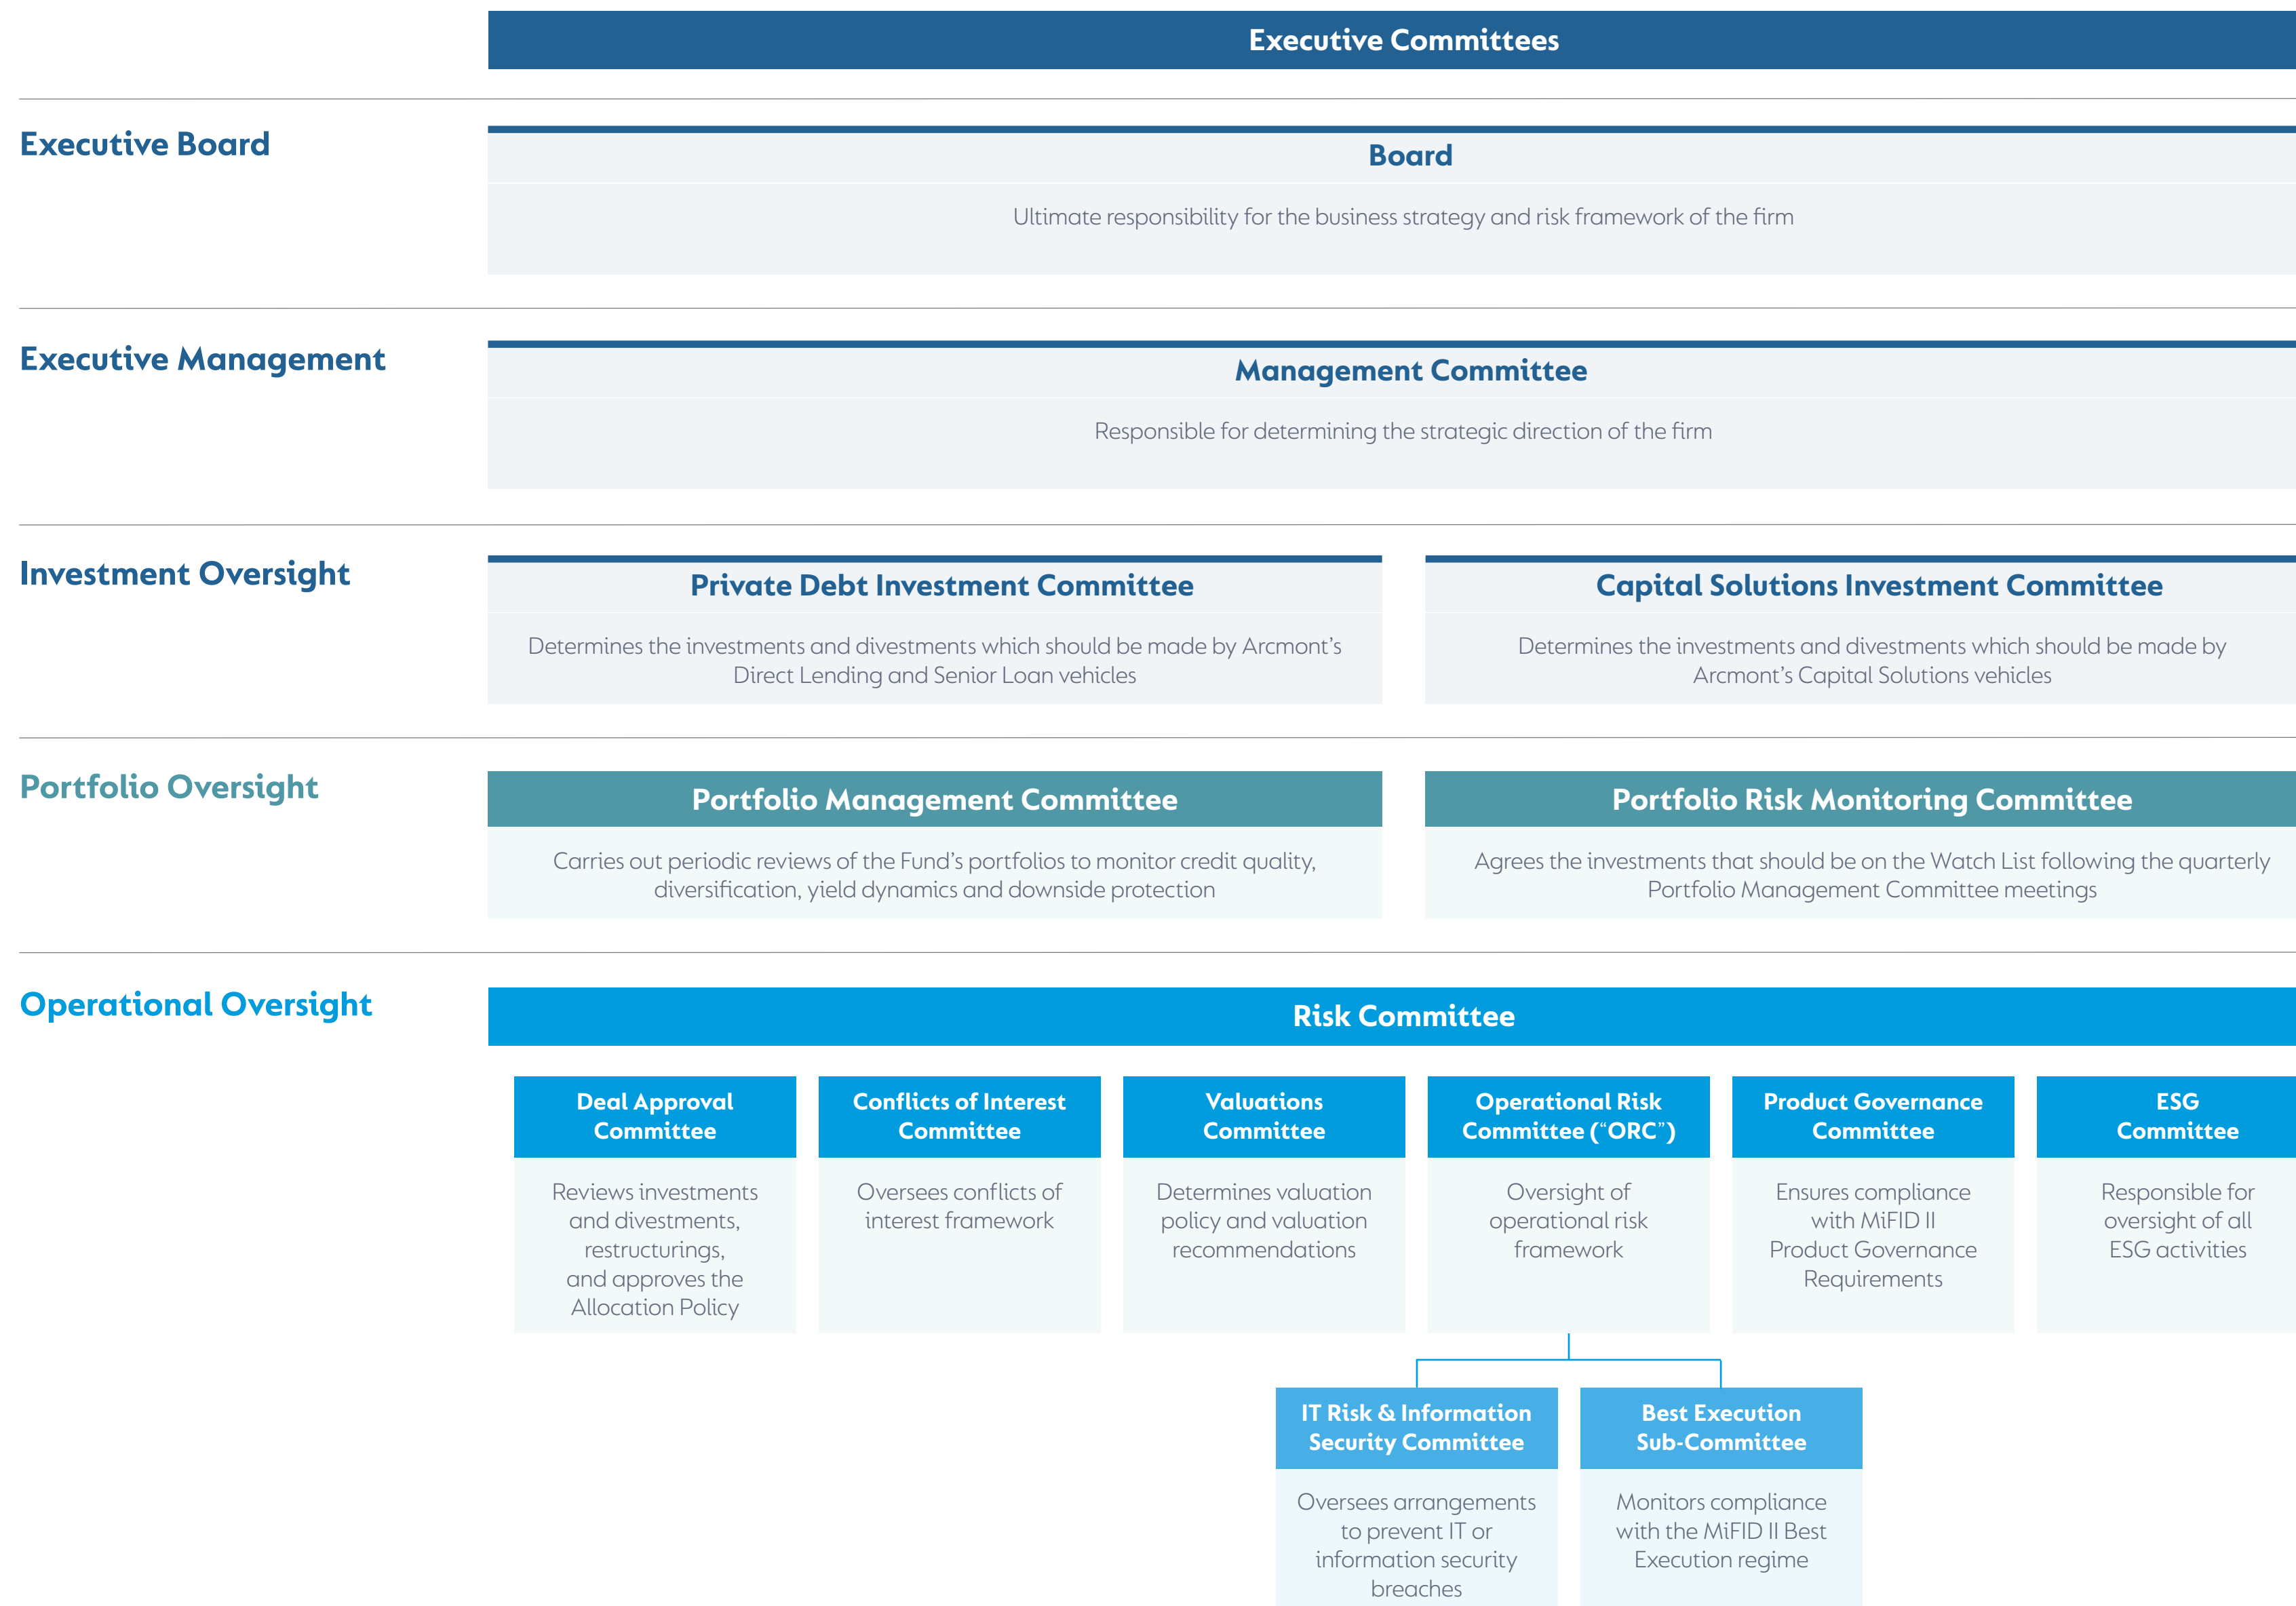 Executive Committees
Executive Board
Board
Ultimate responsibility for the business strategy and risk framework of the firm
Executive Management
Management Committee
Responsible for determining the strategic direction of the firm
Investment Oversight
Private Debt Investment Committee
Determines the investments and divestments which should be made by Arcmont’s
Direct Lending and Senior Loan vehicles
Capital Solutions Investment Committee
Determines the investments and divestments which should be made by
Arcmont’s Capital Solutions vehicles
Portfolio Oversight
Portfolio Management Committee
Carries out periodic reviews of the Fund’s portfolios to monitor credit quality,
diversification, yield dynamics and downside protection
Portfolio Risk Monitoring Committee
Agrees the investments that should be on the Watch List following the quarterly
Portfolio Management Committee meetings
Operational Oversight
Risk Committee
Deal Approval
Committee
Reviews investments
and divestments,
restructurings,
and approves the
Allocation Policy
Conflicts of Interest
Committee
Oversees conflicts of
interest framework
Valuations
Committee
Determines valuation
policy and valuation
recommendations
Operational Risk
Committee (“ORC”)
Oversight of
operational risk
framework
Product Governance
Committee
Ensures compliance
with MiFID II
Product Governance
Requirements
ESG
Committee
Responsible for
oversight of all
ESG activities
IT Risk & Information
Security Committee
Oversees arrangements
to prevent IT or
information security
breaches
Best Execution
Sub-Committee
Monitors compliance
with the MiFID II Best
Execution regime